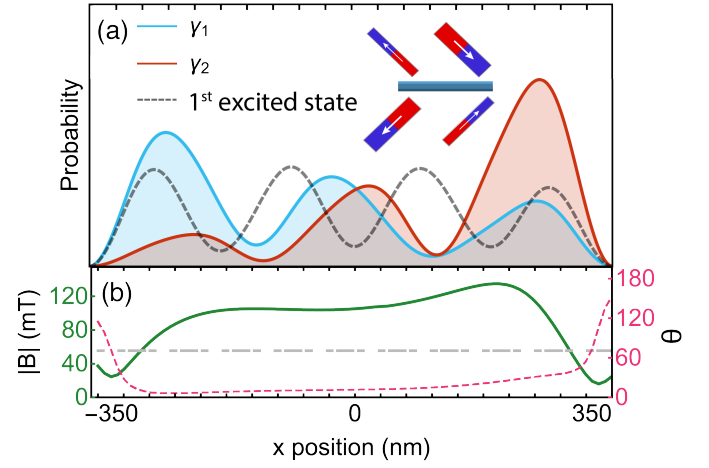 (a)
γ1
γ2
1st excited state
Probability
(b)
|B| (mT)
120
80
40
0
180
120
60
0
θ
−350
0
350
x position (nm)